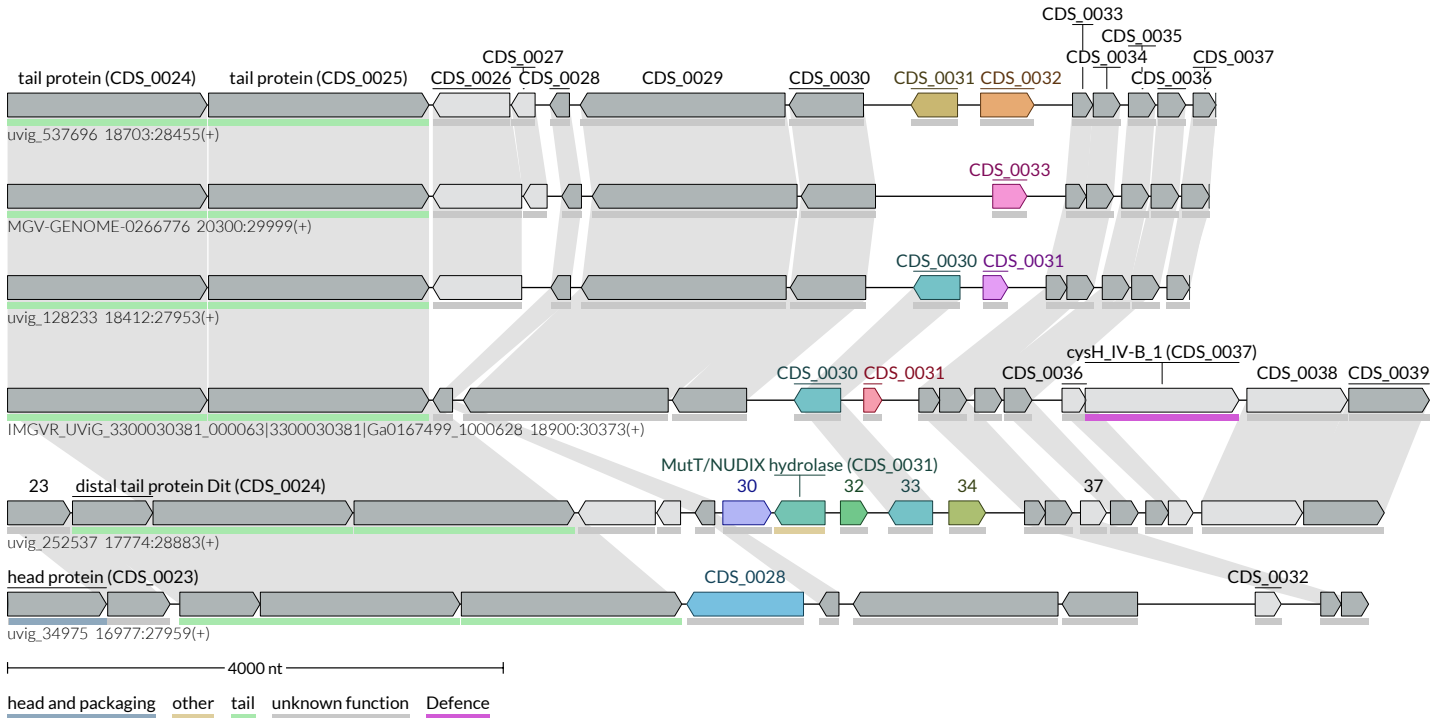 CDS_0033
CDS_0035
CDS_0027 CDS_0034 CDS_0037
tail protein (CDS_0024) tail protein (CDS_0025) CDS_0026 CDS_0028 CDS_0029 CDS_0030 CDS_0031 CDS_0032 CDS_0036
uvig_537696 18703:28455(+)
CDS_0033
MGV-GENOME-0266776 20300:29999(+)
CDS_0030 CDS_0031
uvig_128233 18412:27953(+)
cysH_IV-B_1 (CDS_0037)
CDS_0030 CDS_0031 CDS_0036 CDS_0038 CDS_0039
IMGVR_UViG_3300030381_000063|3300030381|Ga0167499_1000628 18900:30373(+)
MutT/NUDIX hydrolase (CDS_0031)
23 distal tail protein Dit (CDS_0024) 30 32 33 34 37
uvig_252537 17774:28883(+)
head protein (CDS_0023) CDS_0028 CDS_0032
uvig_34975 16977:27959(+)
4000 nt
head and packaging other tail unknown function Defence